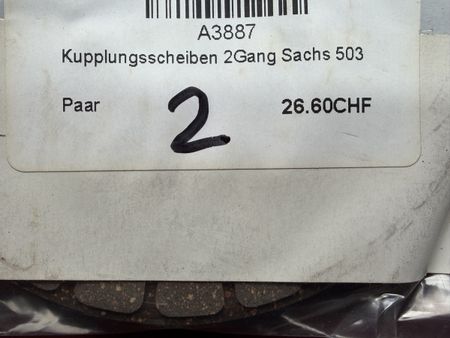 A3887
Kupplungsscheiben 2Gang Sachs 503
Paar 2 26.60CHF